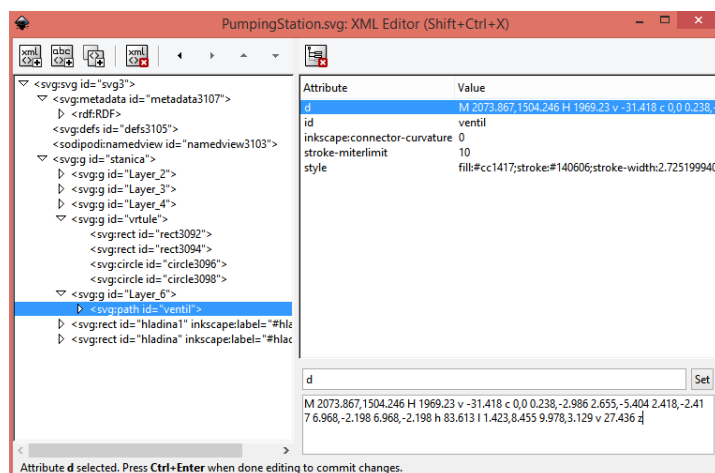 PumpingStation.svg: XML Editor (Shift+Ctrl+X)
xml
abc
xml
Attribute Value
<svg:svg id="svg3">
d M 2073.867,1504.246 H 1969.23 v -31.418 c 0,0 0.238,-
<svg:metadata id="metadata3107">
id ventil
<rdf:RDF>
inkscape:connector-curvature 0
<svg:defs id="defs3105">
stroke-miterlimit 10
<sodipodi:namedview id="namedview3103">
style fill:#cc1417;stroke:#140606;stroke-width:2.725199940
<svg:g id="stanica">
<svg:g id="Layer_2">
<svg:g id="Layer_3">
<svg:g id="Layer_4">
<svg:g id="vrtule">
<svg:rect id="rect3092">
<svg:rect id="rect3094">
<svg:circle id="circle3096">
<svg:circle id="circle3098">
<svg:g id="Layer_6">
<svg:path id="ventil">
<svg:rect id="hladina1" inkscape:label="#hla
<svg:rect id="hladina" inkscape:label="#hlac
d Set
M 2073.867,1504.246 H 1969.23 v -31.418 c 0,0 0.238,-2.986 2.655,-5.404 2.418,-2.41
7 6.968,-2.198 6.968,-2.198 h 83.613 l 1.423,8.455 9.978,3.129 v 27.436 z
Attribute d selected. Press Ctrl+Enter when done editing to commit changes.